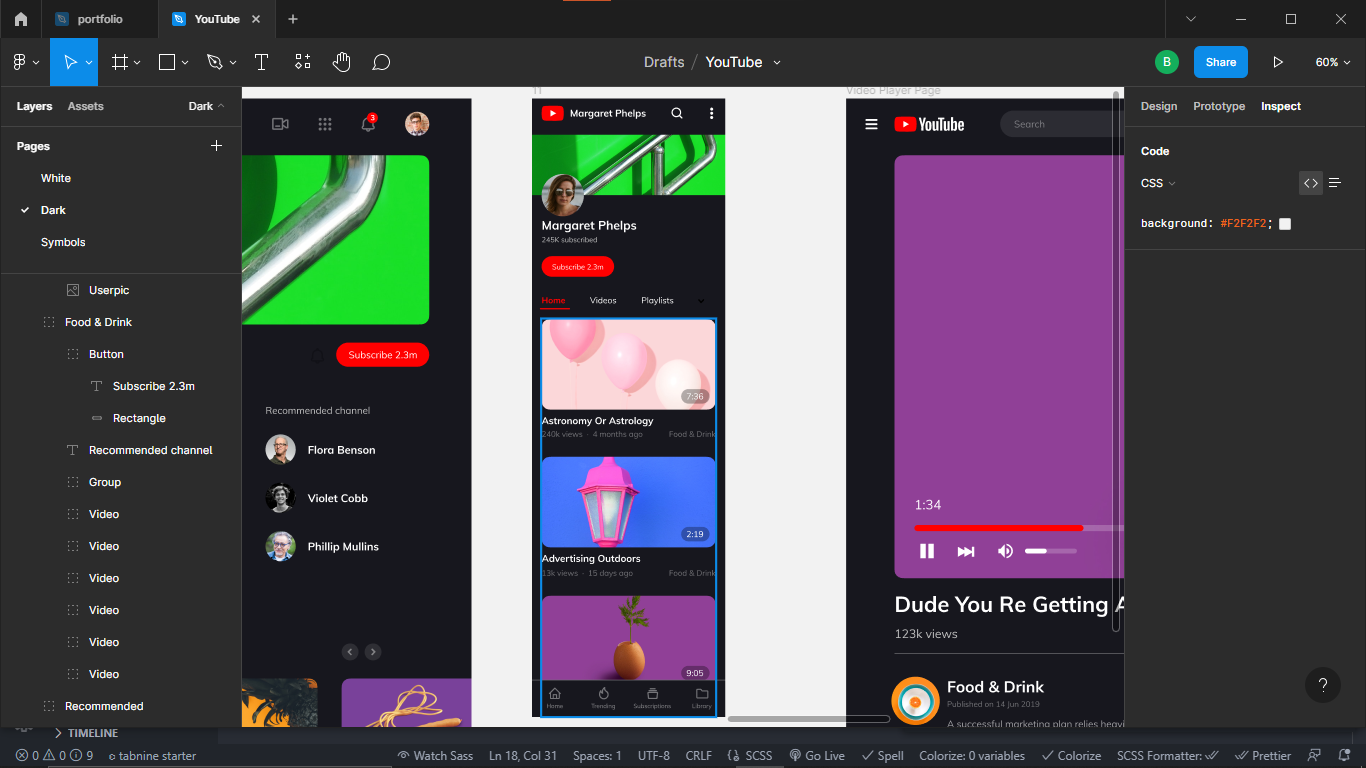 portfolio
YouTube
Drafts / YouTube
B
Share
60%
Layers
Assets
Dark
Pages
White
Dark
Symbols
Userpic
Food & Drink
Button
Subscribe 2.3m
Rectangle
Recommended channel
Group
Video
Video
Video
Video
Video
Video
Recommended
3
Subscribe 2.3m
Recommended channel
Flora Benson
Violet Cobb
Phillip Mullins
11
Margaret Phelps
Margaret Phelps
245K subscribed
Subscribe 2.3m
Home
Videos
Playlists
7:36
Astronomy Or Astrology
240k views · 4 months ago
Food & Drink
2:19
Advertising Outdoors
13k views · 15 days ago
Food & Drink
9:05
Home
Trending
Subscriptions
Library
Video Player Page
YouTube
Search
1:34
Dude You Re Getting A
123k views
Food & Drink
Published on 14 Jun 2019
A successful marketing plan relies heavi
Design
Prototype
Inspect
Code
CSS
background: #F2F2F2;
?
TIMELINE
0
0
9
tabnine starter
Watch Sass
Ln 18, Col 31
Spaces: 1
UTF-8
CRLF
SCSS
Go Live
Spell
Colorize: 0 variables
Colorize
SCSS Formatter:
Prettier